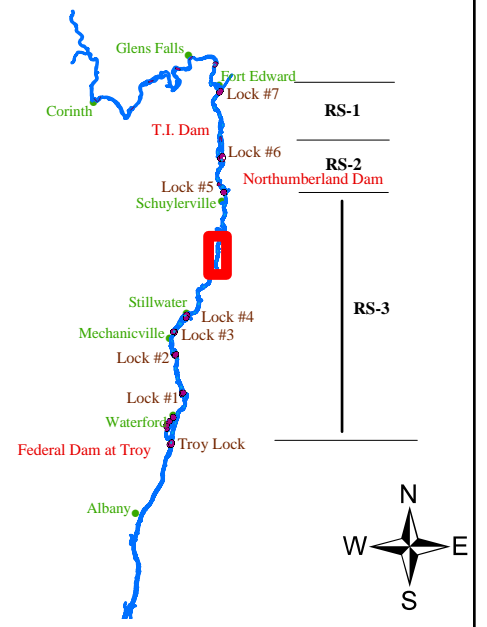 Glens Falls
Fort Edward
Lock #7
Corinth
RS-1
T.I. Dam
Lock #6
RS-2
Northumberland Dam
Lock #5
Schuylerville
Stillwater
Lock #4
RS-3
Mechanicville
Lock #3
Lock #2
Lock #1
Waterford
Federal Dam at Troy
Troy Lock
Albany
N
W
E
S